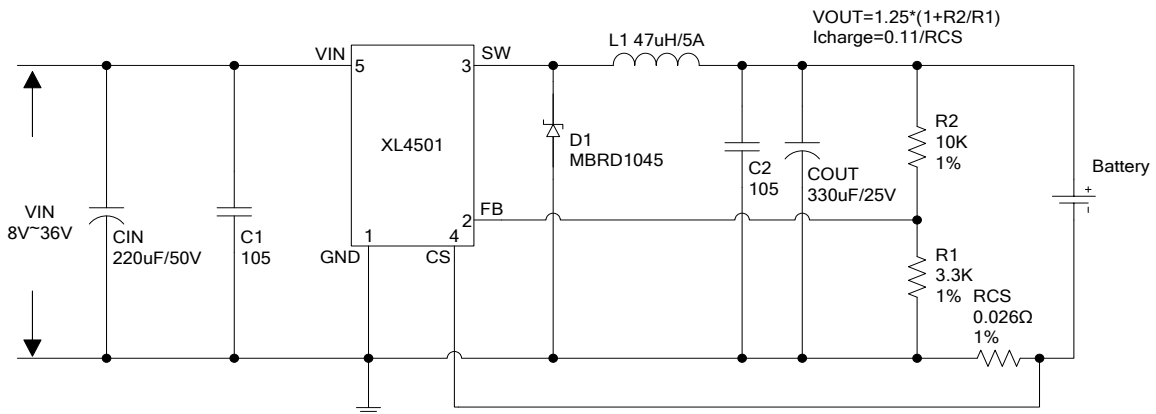 VOUT=1.25*(1+R2/R1)
Icharge=0.11/RCS
L1 47uH/5A
VIN
SW
5
3
XL4501
D1
MBRD1045
R2
10K
1%
C2
105
COUT
330uF/25V
Battery
+
-
VIN
8V~36V
CIN
220uF/50V
C1
105
2
FB
1
4
GND
CS
R1
3.3K
1%
RCS
0.026Ω
1%